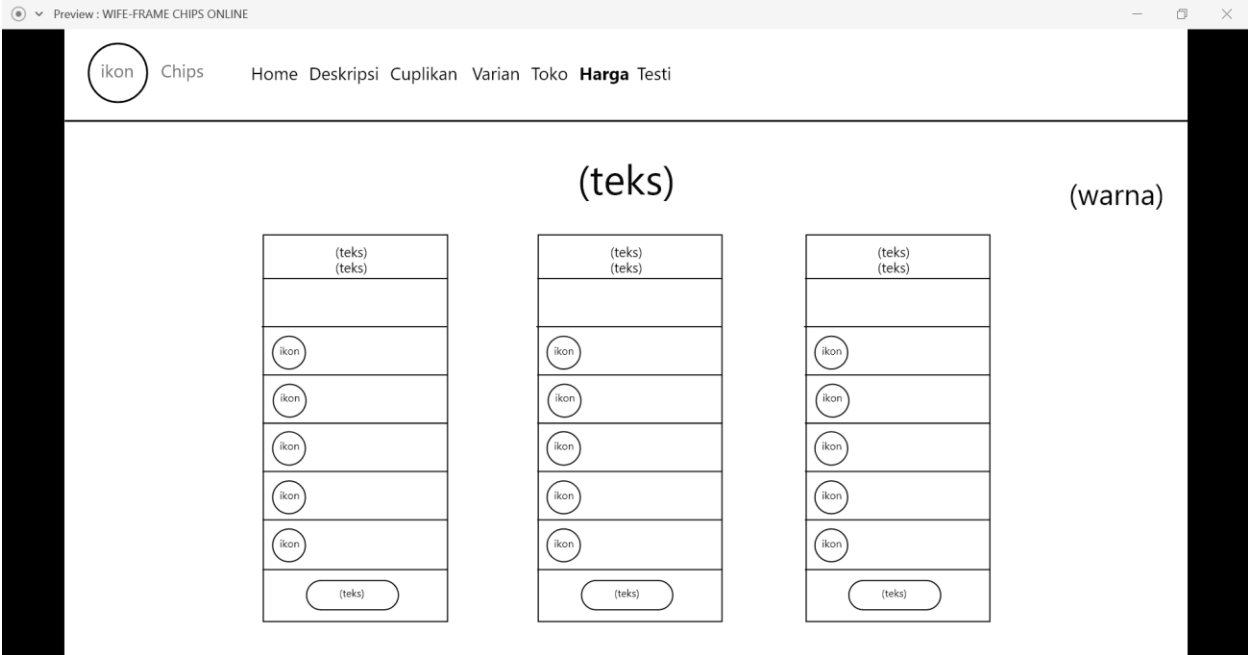 Preview : WIFE-FRAME CHIPS ONLINE
ikon Chips Home Deskripsi Cuplikan Varian Toko Harga Testi
(teks)
(warna)
(teks) (teks) (teks)
(teks) (teks) (teks)
ikon ikon ikon
ikon ikon ikon
ikon ikon ikon
ikon ikon ikon
ikon ikon ikon
(teks) (teks) (teks)